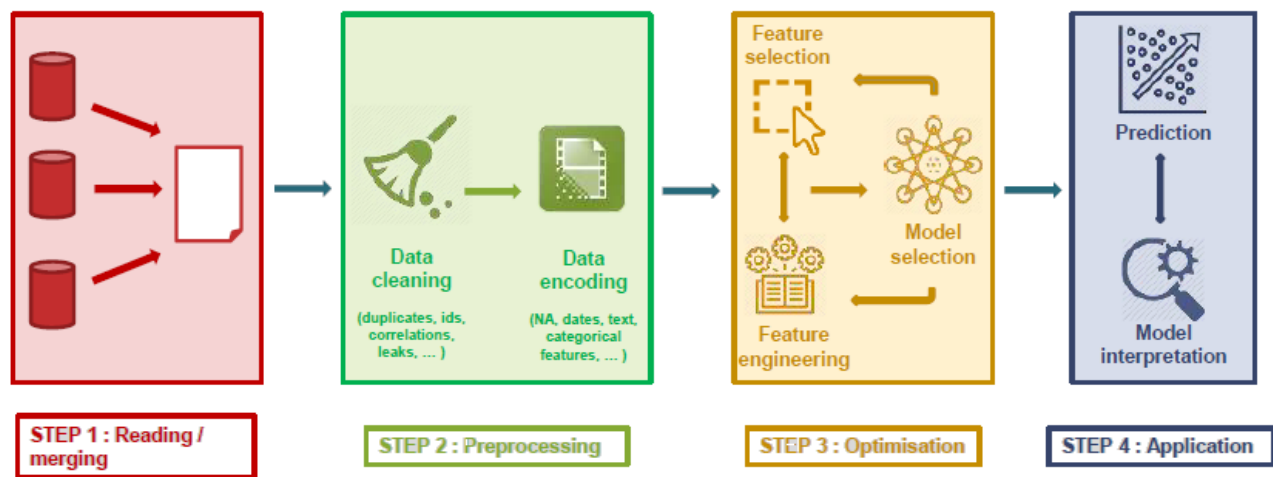 Data
cleaning
(duplicates, ids,
correlations,
leaks, ... )
Data
encoding
(NA, dates, text,
categorical
features, ... )
Feature
selection
Model
selection
Feature
engineering
Prediction
Model
interpretation
STEP 1 : Reading /
merging
STEP 2 : Preprocessing
STEP 3 : Optimisation
STEP 4 : Application